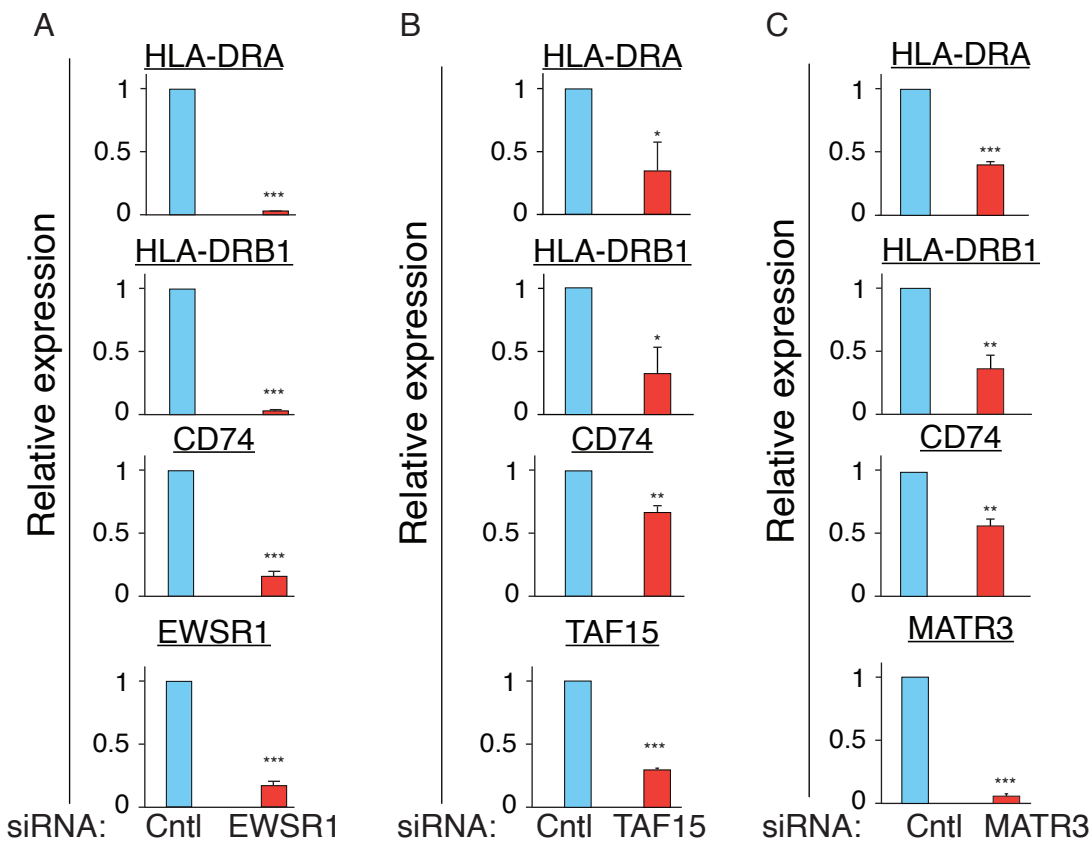 A
Relative expression
HLA-DRA
1
0.5
0
***
HLA-DRB1
1
0.5
0
***
CD74
1
0.5
0
***
EWSR1
1
0.5
0
***
siRNA: Cntl EWSR1
B
Relative expression
HLA-DRA
1
0.5
0
*
HLA-DRB1
1
0.5
0
*
CD74
1
0.5
0
**
TAF15
1
0.5
0
***
siRNA: Cntl TAF15
C
Relative expression
HLA-DRA
1
0.5
0
***
HLA-DRB1
1
0.5
0
**
CD74
1
0.5
0
**
MATR3
1
0.5
0
***
siRNA: Cntl MATR3